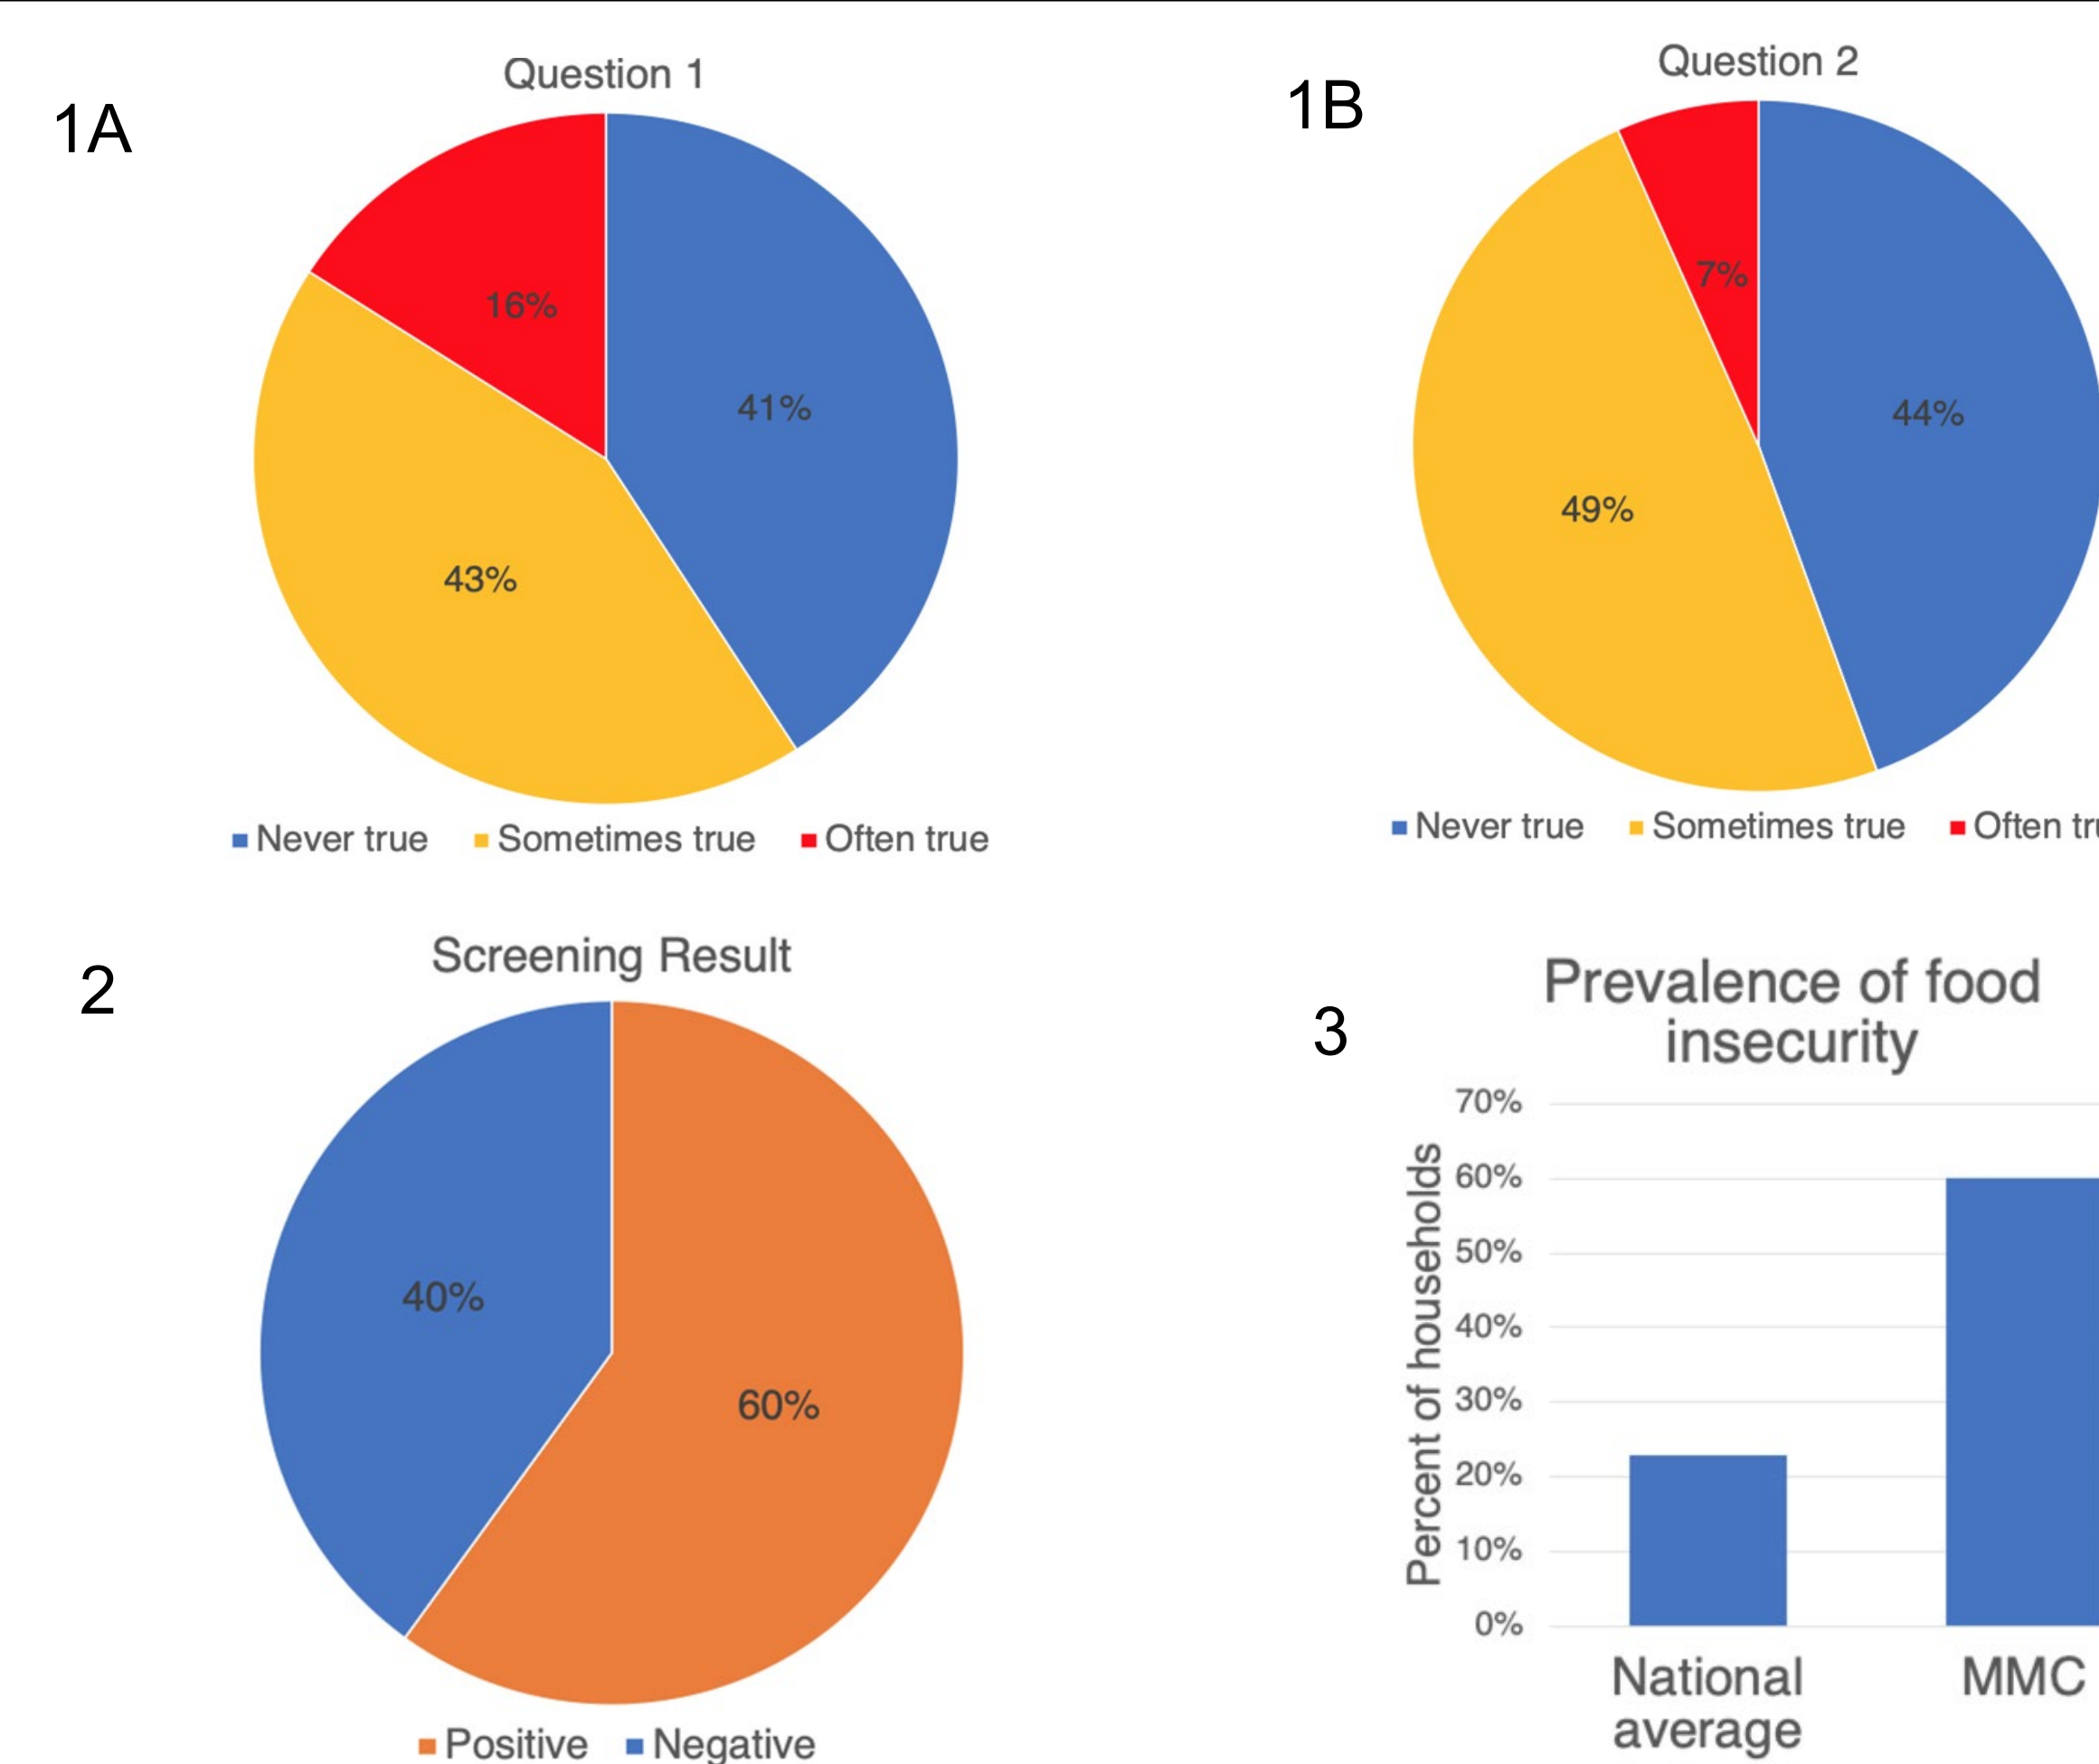 1A
Question 1
16%
41%
43%
Never true Sometimes true Often true
1B
Question 2
7%
44%
49%
Never true Sometimes true Often tru
2
Screening Result
40%
60%
Positive Negative
3
Prevalence of food
insecurity
Percent of households
70%
60%
50%
40%
30%
20%
10%
0%
National
average
MMC